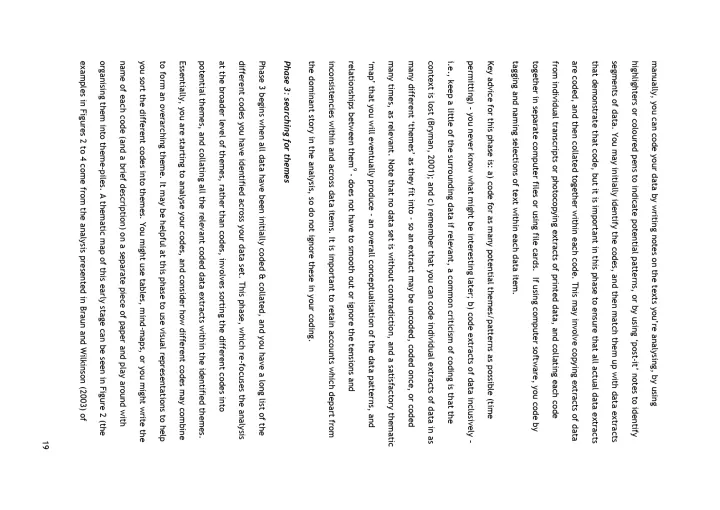 manually, you can code your data by writing notes on the texts you're analysing, by using
highlighters or coloured pens to indicate potential patterns, or by using 'post-it' notes to identify
segments of data. You may initially identify the codes, and then match them up with data extracts
that demonstrate that code, but it is important in this phase to ensure that all actual data extracts
are coded, and then collated together within each code. This may involve copying extracts of data
from individual transcripts or photocopying extracts of printed data, and collating each code
together in separate computer files or using file cards. If using computer software, you code by
tagging and naming selections of text within each data item.
Key advice for this phase is: a) code for as many potential themes/patterns as possible (time
permitting) - you never know what might be interesting later; b) code extracts of data inclusively -
i.e., keep a little of the surrounding data if relevant, a common criticism of coding is that the
context is lost (Bryman, 2001); and c) remember that you can code individual extracts of data in as
many different 'themes' as they fit into - so an extract may be uncoded, coded once, or coded
many times, as relevant. Note that no data set is without contradiction, and a satisfactory thematic
'map' that you will eventually produce - an overall conceptualisation of the data patterns, and
relationships between them - does not have to smooth out or ignore the tensions and
inconsistencies within and across data items. It is important to retain accounts which depart from
the dominant story in the analysis, so do not ignore these in your coding.
Phase 3: searching for themes
Phase 3 begins when all data have been initially coded & collated, and you have a long list of the
different codes you have identified across your data set. This phase, which re-focuses the analysis
at the broader level of themes, rather than codes, involves sorting the different codes into
potential themes, and collating all the relevant coded data extracts within the identified themes.
Essentially, you are starting to analyse your codes, and consider how different codes may combine
to form an overarching theme. It may be helpful at this phase to use visual representations to help
you sort the different codes into themes. You might use tables, mind-maps, or you might write the
name of each code (and a brief description) on a separate piece of paper and play around with
organising them into theme-piles. A thematic map of this early stage can be seen in Figure 2 (the
examples in Figures 2 to 4 come from the analysis presented in Braun and Wilkinson (2003) of
19